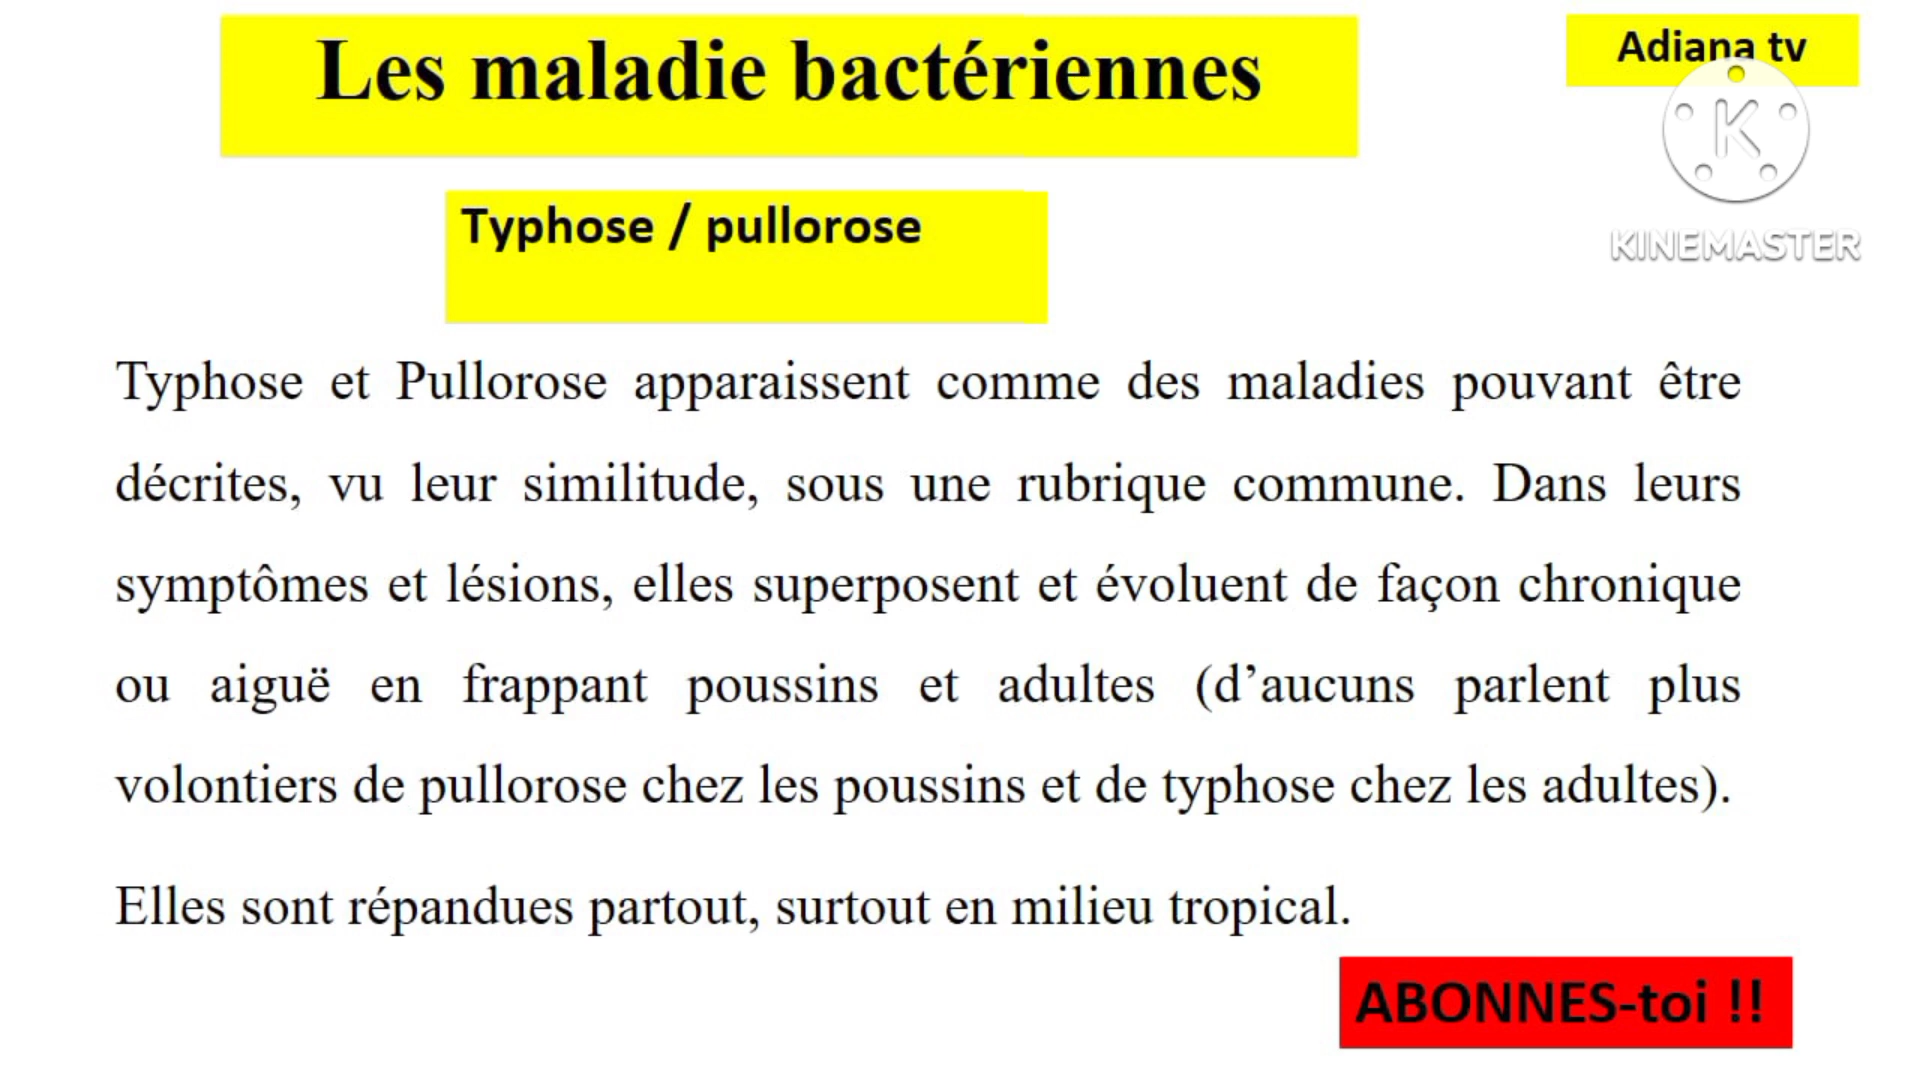 Les maladie bactériennes
Adiana tv
K
KINEMASTER
Typhose / pullorose
Typhose et Pullorose apparaissent comme des maladies pouvant être
décrites, vu leur similitude, sous une rubrique commune. Dans leurs
symptômes et lésions, elles superposent et évoluent de façon chronique
ou aiguë en frappant poussins et adultes (d’aucuns parlent plus
volontiers de pullorose chez les poussins et de typhose chez les adultes).
Elles sont répandues partout, surtout en milieu tropical.
ABONNES-toi !!